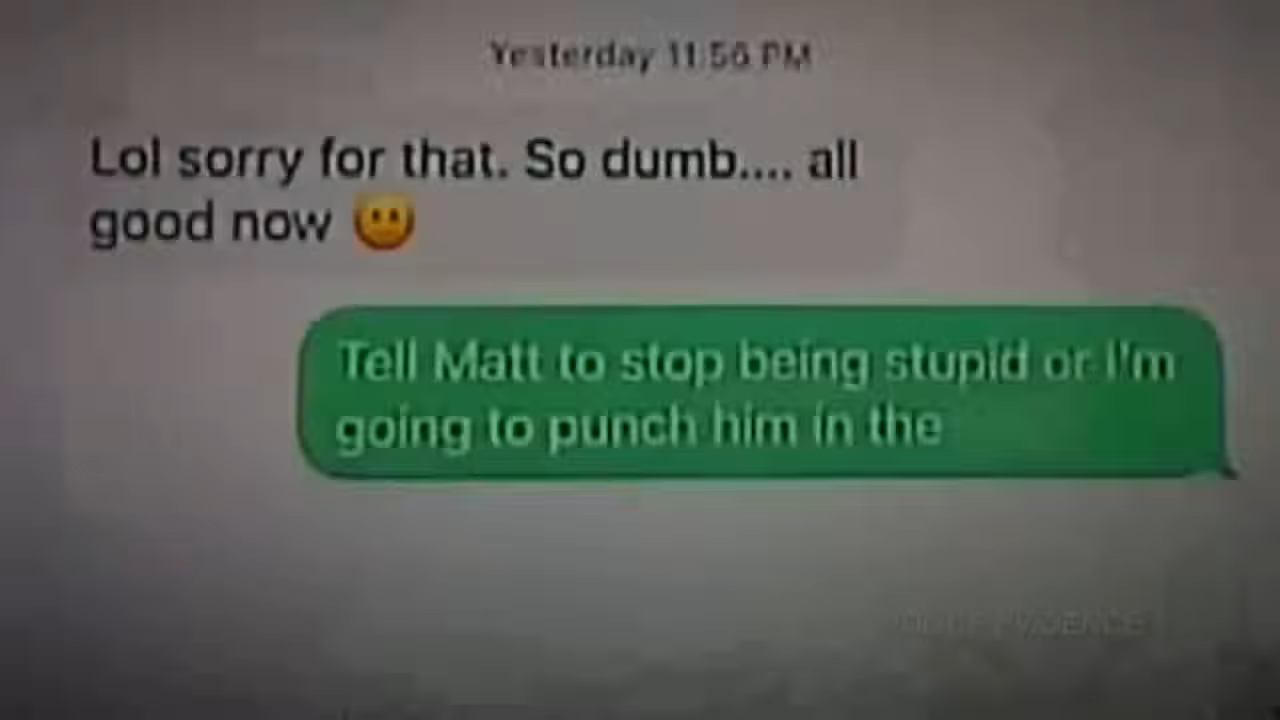 Yesterday 11:56 PM
Lol sorry for that. So dumb.... all
good now 😐
Tell Matt to stop being stupid or I'm
going to punch him in the
EVIDENCE